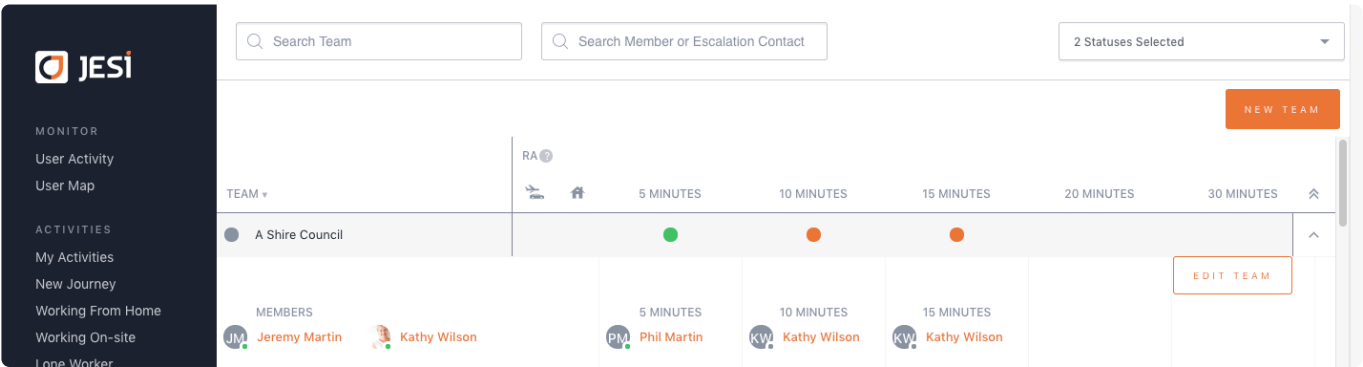 JESI
MONITOR
User Activity
User Map
ACTIVITIES
My Activities
New Journey
Working From Home
Working On-site
Lone Worker
Search Team
Search Member or Escalation Contact
2 Statuses Selected
NEW TEAM
RA ?
TEAM 5 MINUTES 10 MINUTES 15 MINUTES 20 MINUTES 30 MINUTES
A Shire Council
EDIT TEAM
MEMBERS 5 MINUTES 10 MINUTES 15 MINUTES
JM Jeremy Martin Kathy Wilson PM Phil Martin KW Kathy Wilson KW Kathy Wilson